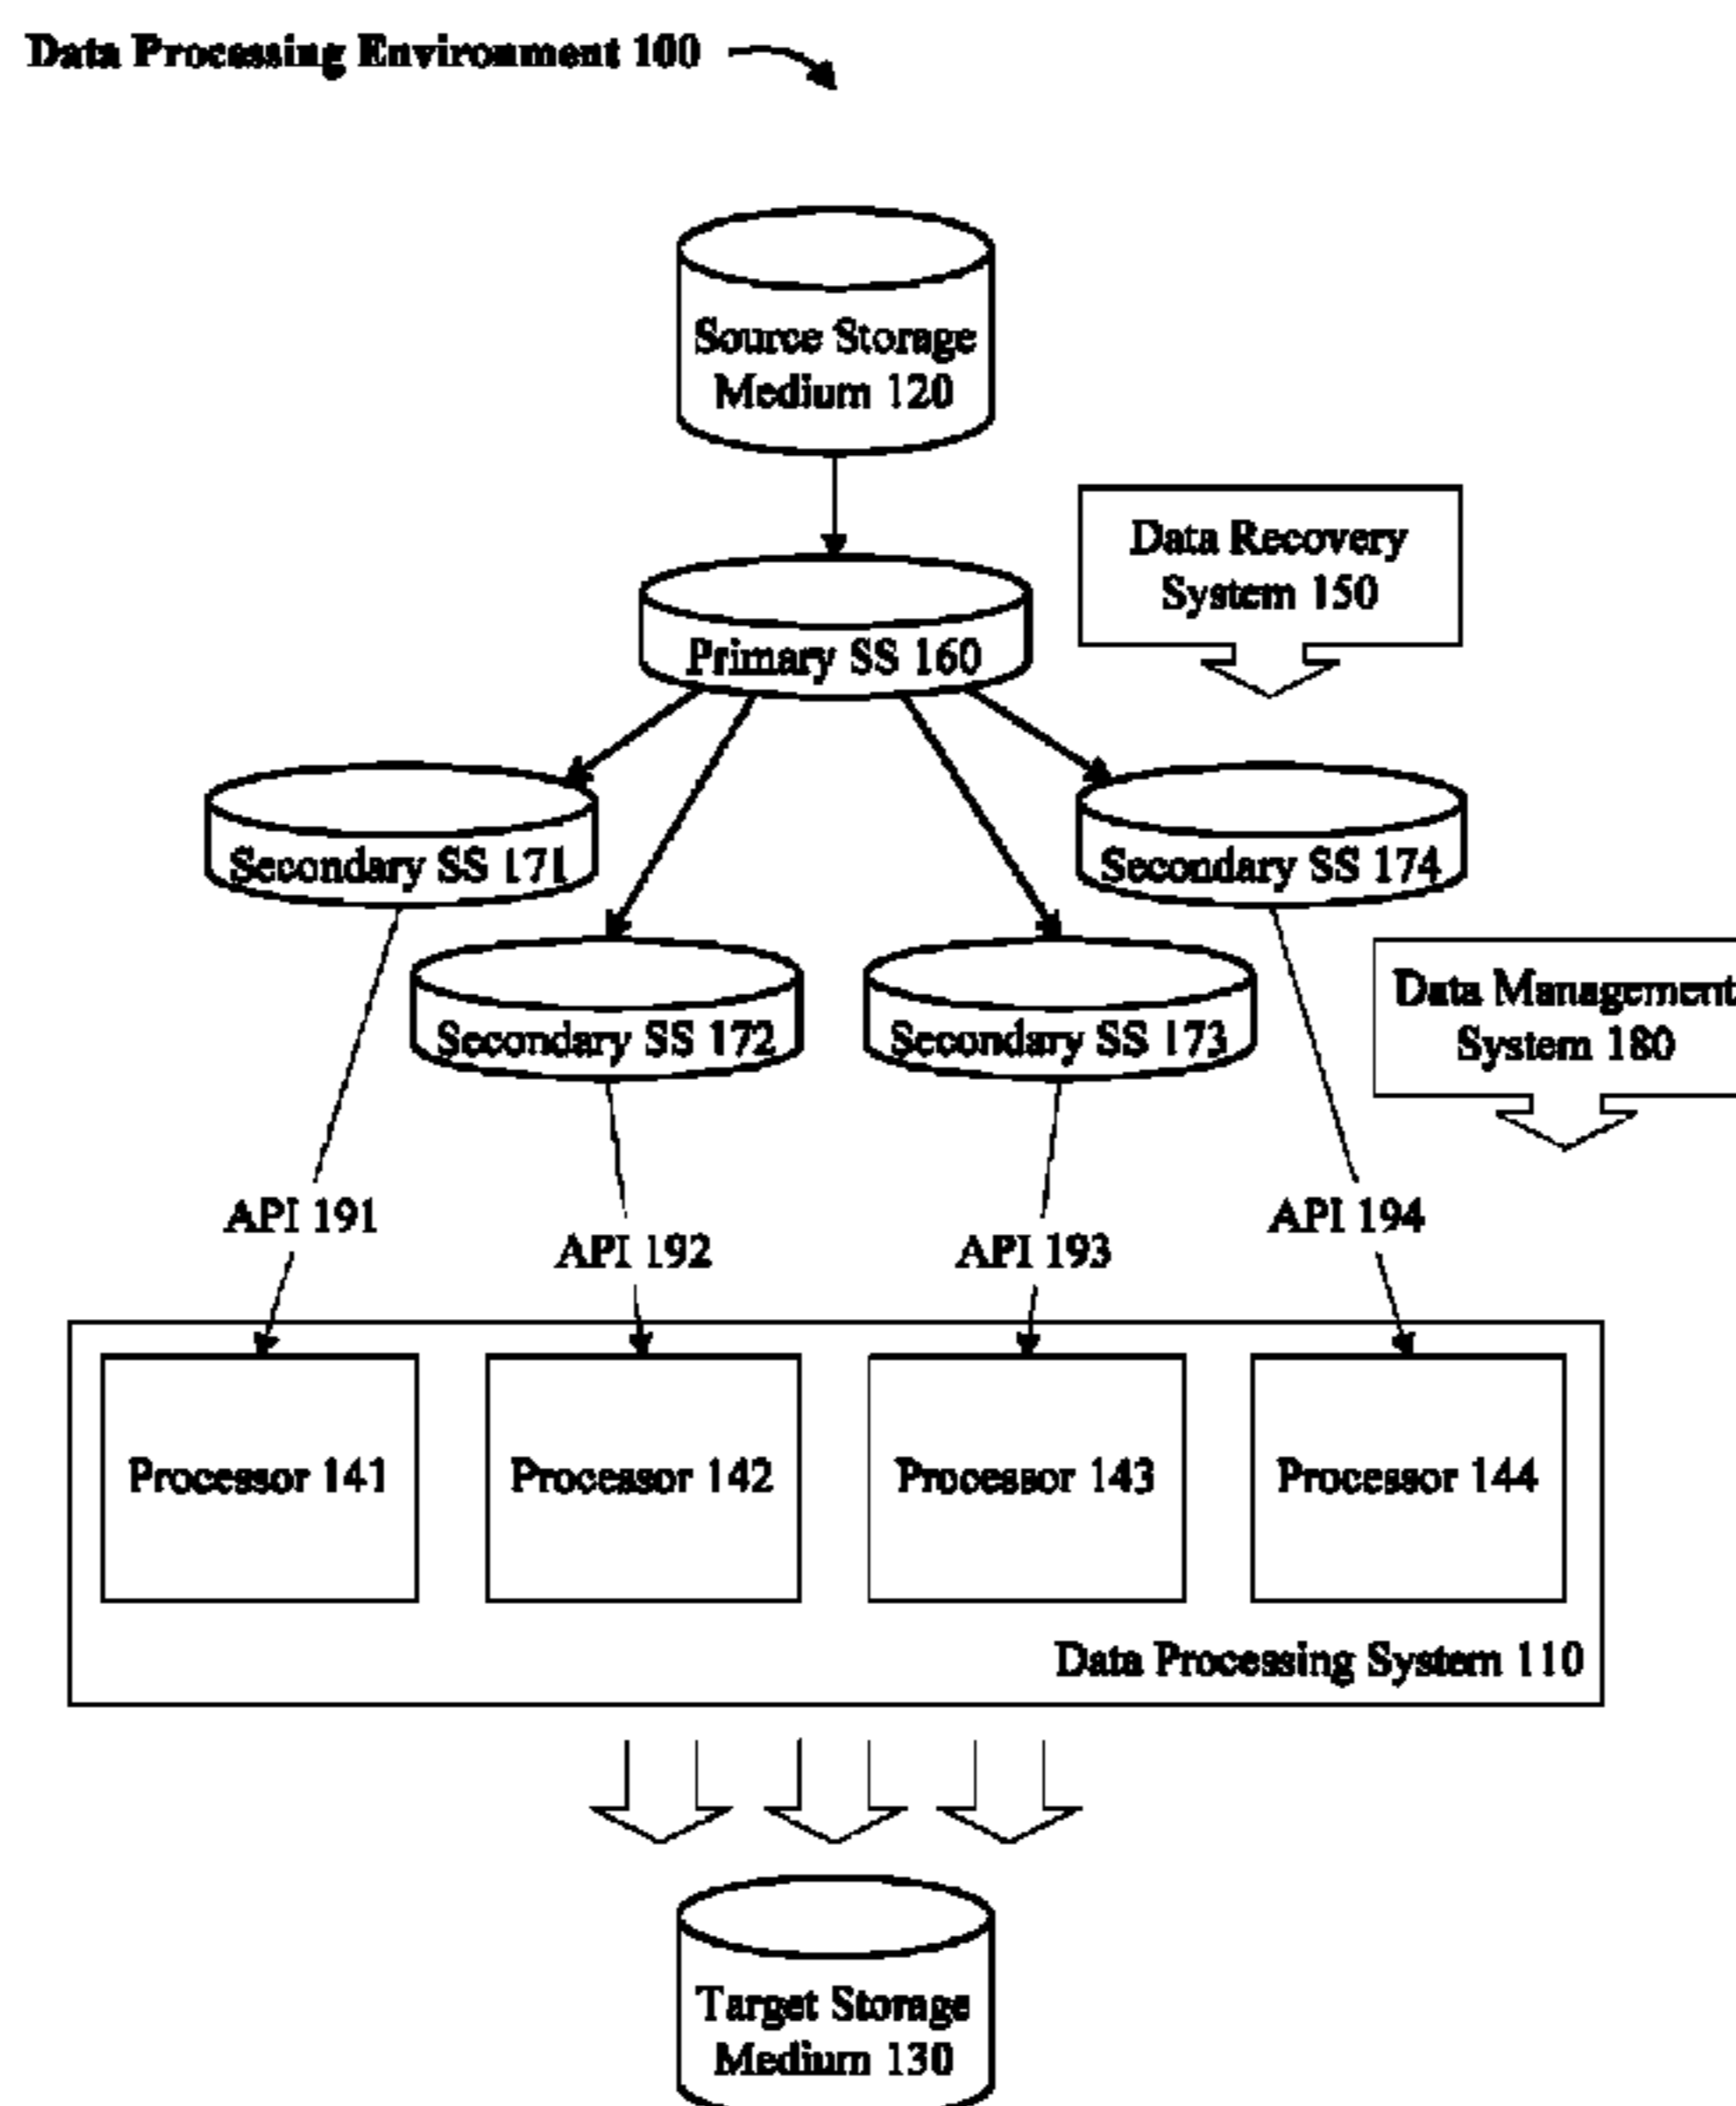 Data Processing Environment 100
Source Storage
Medium 120
Data Recovery
System 150
Primary SS 160
Secondary SS 171
Secondary SS 174
Secondary SS 172
Secondary SS 173
Data Management
System 180
API 191
API 192
API 193
API 194
Processor 141
Processor 142
Processor 143
Processor 144
Data Processing System 110
Target Storage
Medium 130